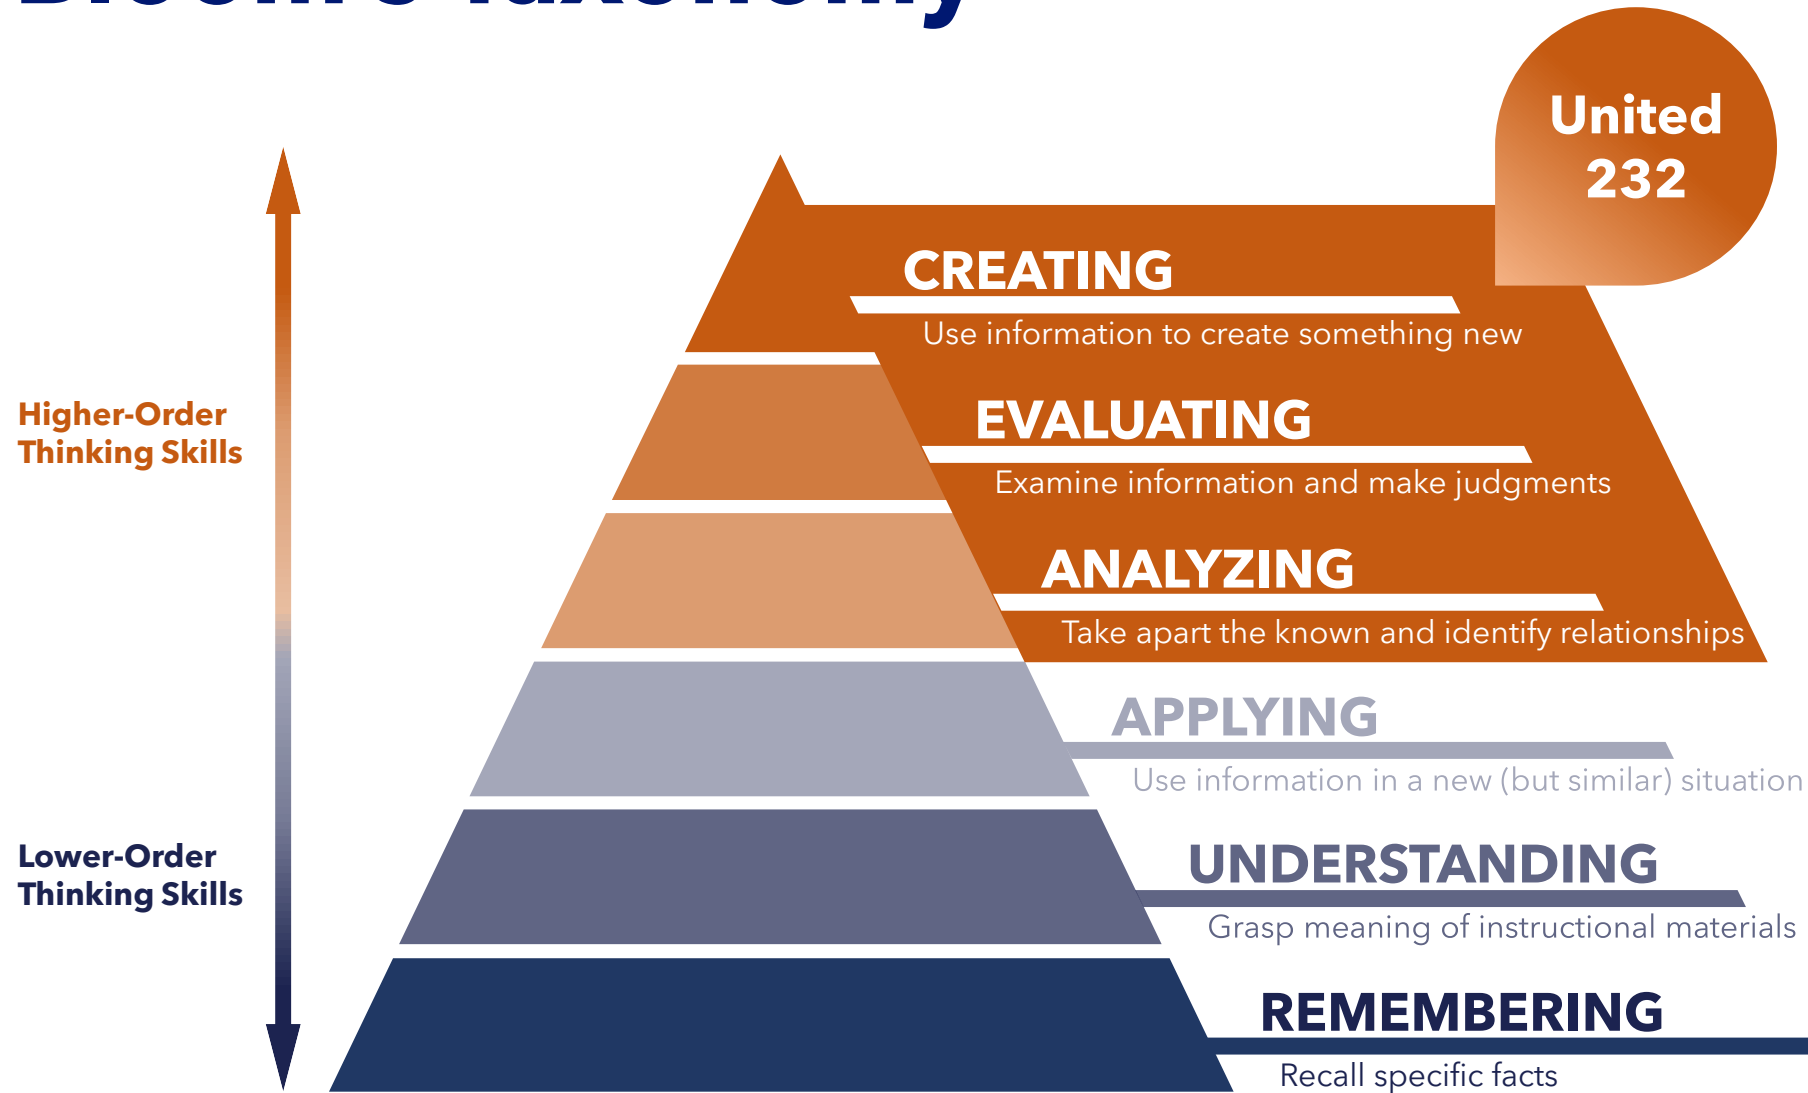 Taxonomy
United
232
CREATING
Use information to create something new
Higher-Order
Thinking Skills
EVALUATING
Examine information and make judgments
ANALYZING
Take apart the known and identify relationships
APPLYING
Use information in a new (but similar) situation
Lower-Order
Thinking Skills
UNDERSTANDING
Grasp meaning of instructional materials
REMEMBERING
Recall specific facts